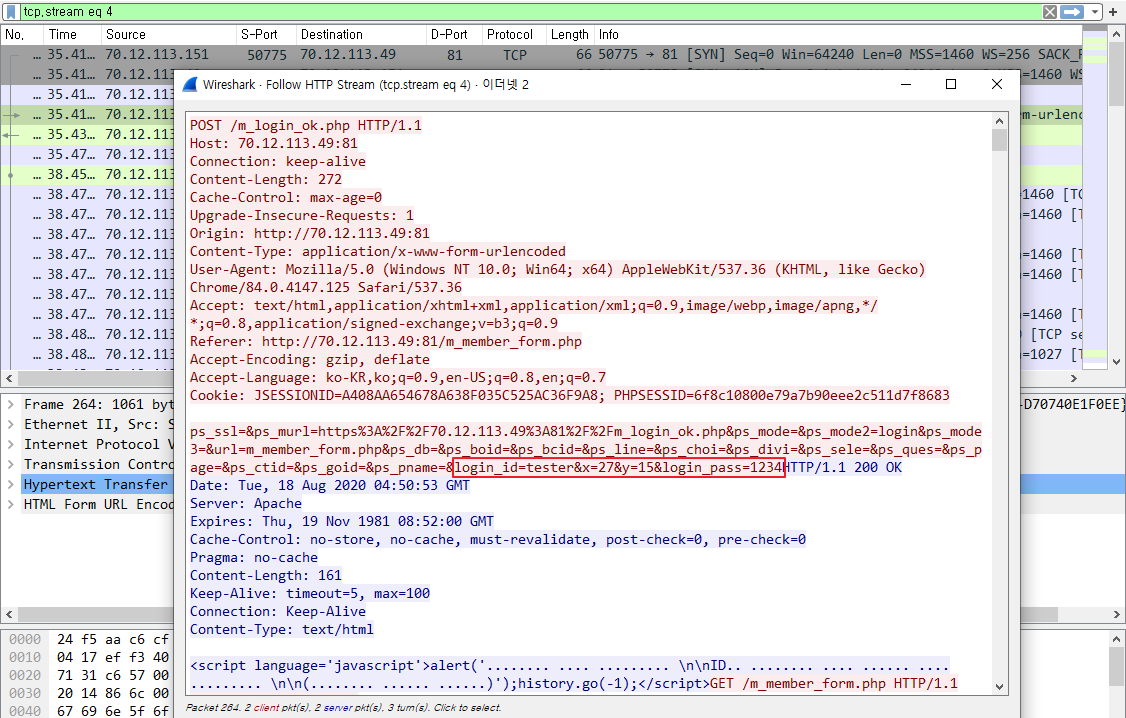 tcp,stream eq 4
No. Time Source S-Port Destination D-Port Protocol Length Info
... 35.41... 70.12.113.151 50775 70.12.113.49 81 TCP 66 50775 → 81 [SYN] Seq=0 Win=64240 Len=0 MSS=1460 WS=256 SACK_
... 35.41... 70.12.113 =1460 WS
... 35.41... 70.12.113
... 35.41... 70.12.113 m-urlenc
... 35.43... 70.12.113
... 35.47... 70.12.113
... 38.45... 70.12.113
... 38.47... 70.12.113 =1460 [TC
... 38.47... 70.12.113 =1460 [T
... 38.47... 70.12.113
... 38.47... 70.12.113 =1460 [T
... 38.47... 70.12.113 =1460 [T
... 38.47... 70.12.113
... 38.47... 70.12.113 =1460 [T
... 38.48... 70.12.113 [TCP se
... 38.48... 70.12.113 =1027 [T
Wireshark · Follow HTTP Stream (tcp.stream eq 4) · 이더넷 2
POST /m_login_ok.php HTTP/1.1
Host: 70.12.113.49:81
Connection: keep-alive
Content-Length: 272
Cache-Control: max-age=0
Upgrade-Insecure-Requests: 1
Origin: http://70.12.113.49:81
Content-Type: application/x-www-form-urlencoded
User-Agent: Mozilla/5.0 (Windows NT 10.0; Win64; x64) AppleWebKit/537.36 (KHTML, like Gecko)
Chrome/84.0.4147.125 Safari/537.36
Accept: text/html,application/xhtml+xml,application/xml;q=0.9,image/webp,image/apng,*/
*;q=0.8,application/signed-exchange;v=b3;q=0.9
Referer: http://70.12.113.49:81/m_member_form.php
Accept-Encoding: gzip, deflate
Accept-Language: ko-KR,ko;q=0.9,en-US;q=0.8,en;q=0.7
Cookie: JSESSIONID=A408AA654678A638F035C525AC36F9A8; PHPSESSID=6f8c10800e79a7b90eee2c511d7f8683
ps_ssl=&ps_murl=https%3A%2F%2F70.12.113.49%3A81%2F%2Fm_login_ok.php&ps_mode=&ps_mode2=login&ps_mode
3=&url=m_member_form.php&ps_db=&ps_boid=&ps_bcid=&ps_line=&ps_choi=&ps_divi=&ps_sele=&ps_ques=&ps_p
age=&ps_ctid=&ps_goid=&ps_pname=&login_id=tester&x=27&y=15&login_pass=1234HTTP/1.1 200 OK
Date: Tue, 18 Aug 2020 04:50:53 GMT
Server: Apache
Expires: Thu, 19 Nov 1981 08:52:00 GMT
Cache-Control: no-store, no-cache, must-revalidate, post-check=0, pre-check=0
Pragma: no-cache
Content-Length: 161
Keep-Alive: timeout=5, max=100
Connection: Keep-Alive
Content-Type: text/html
<script language='javascript'>alert('........ .... ......... \n\nID.. ........ .... ...... ....
......... \n\n(........ ...... ......)');history.go(-1);</script>GET /m_member_form.php HTTP/1.1
Packet 264. 2 client pkt(s), 2 server pkt(s), 3 turn(s). Click to select.
Frame 264: 1061 byt -D70740E1F0EE}
Ethernet II, Src: S
Internet Protocol V
Transmission Contro
Hypertext Transfer
HTML Form URL Encod
0000 24 f5 aa c6 cf
0010 04 17 ef f3 40
0020 71 31 c6 57 00
0030 20 14 86 6c 00
0040 67 69 6e 5f 6f